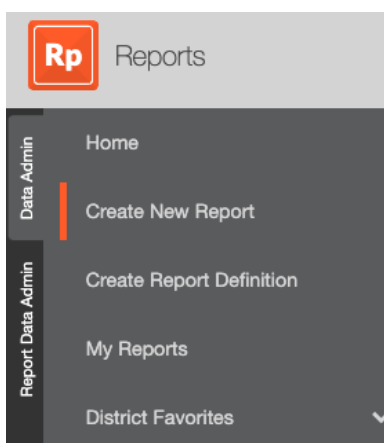 Rp Reports
Data Admin
Report Data Admin
Home
Create New Report
Create Report Definition
My Reports
District Favorites